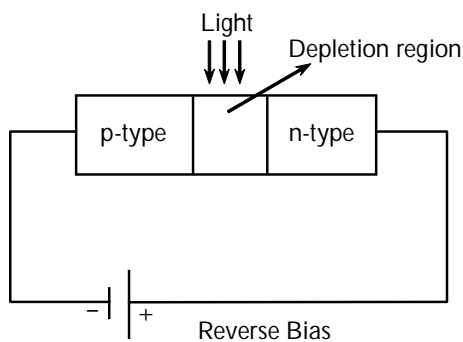 Light
Depletion region
p-type
n-type
– +
Reverse Bias